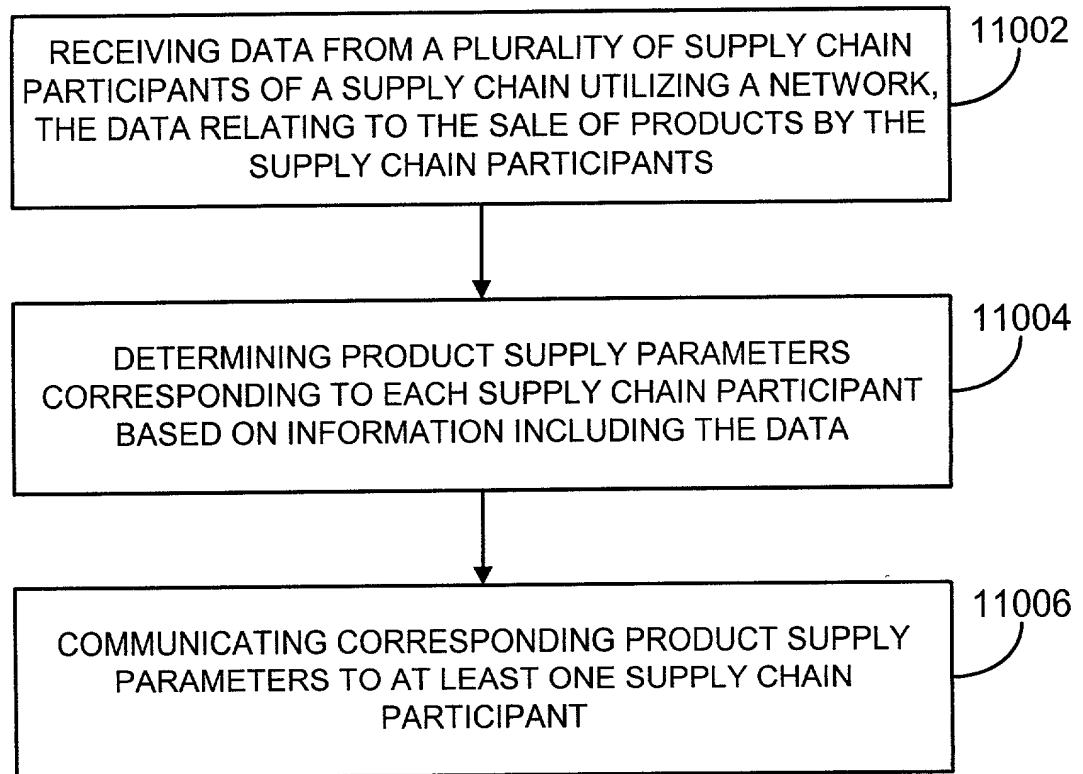 RECEIVING DATA FROM A PLURALITY OF SUPPLY CHAIN
PARTICIPANTS OF A SUPPLY CHAIN UTILIZING A NETWORK,
THE DATA RELATING TO THE SALE OF PRODUCTS BY THE
SUPPLY CHAIN PARTICIPANTS
11002
DETERMINING PRODUCT SUPPLY PARAMETERS
CORRESPONDING TO EACH SUPPLY CHAIN PARTICIPANT
BASED ON INFORMATION INCLUDING THE DATA
11004
COMMUNICATING CORRESPONDING PRODUCT SUPPLY
PARAMETERS TO AT LEAST ONE SUPPLY CHAIN
PARTICIPANT
11006